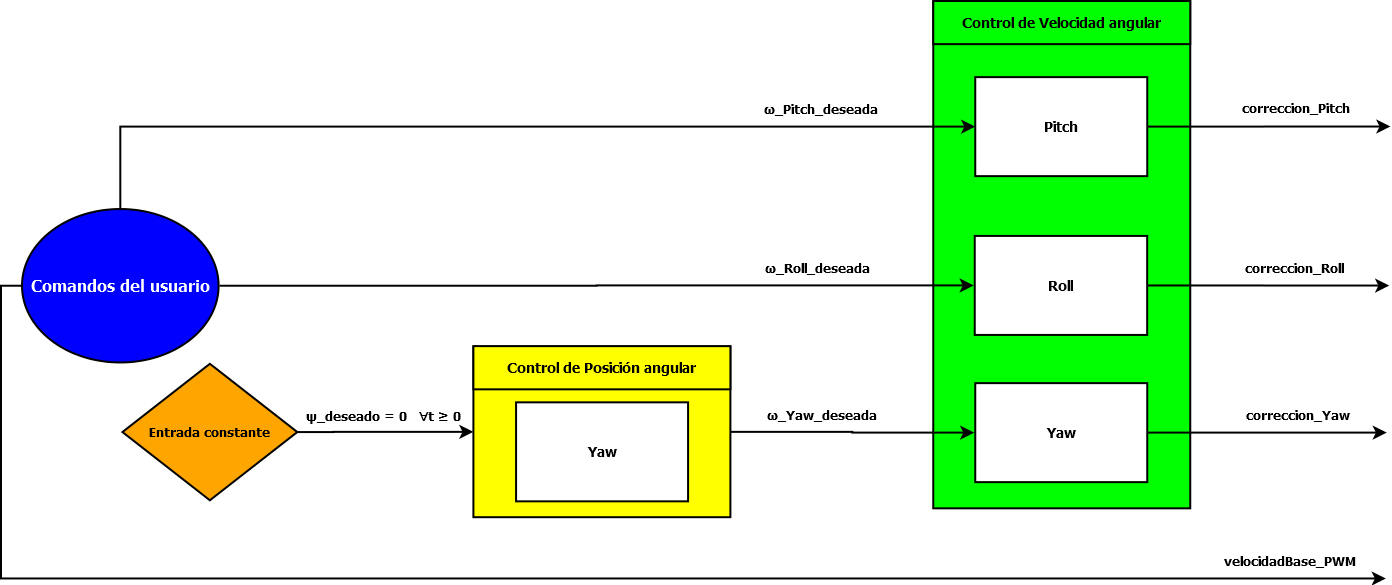 Control de Velocidad angular
ω_Pitch_deseada
correccion_Pitch
Pitch
Comandos del usuario
ω_Roll_deseada
correccion_Roll
Roll
Control de Posición angular
Entrada constante
ψ_deseado = 0 ∀t ≥ 0
ω_Yaw_deseada
correccion_Yaw
Yaw
Yaw
velocidadBase_PWM